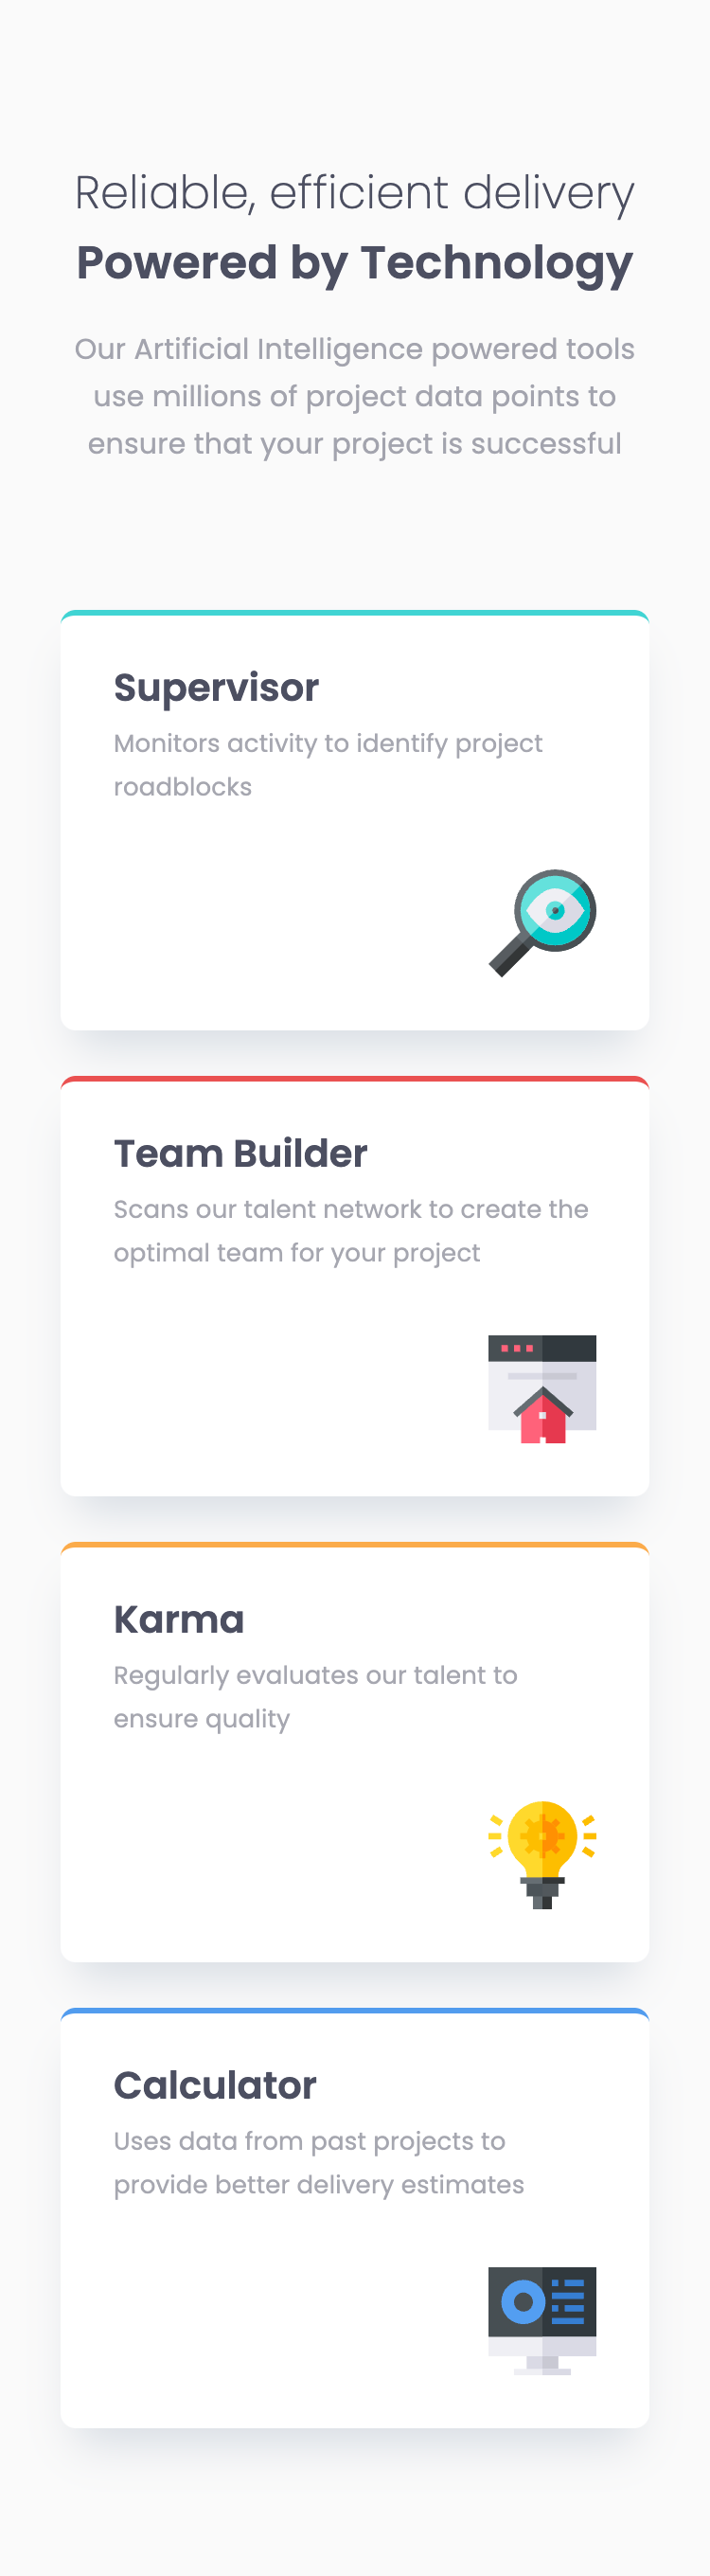 Reliable, efficient delivery
Powered by Technology
Our Artificial Intelligence powered tools
use millions of project data points to
ensure that your project is successful
Supervisor
Monitors activity to identify project
roadblocks
Team Builder
Scans our talent network to create the
optimal team for your project
Karma
Regularly evaluates our talent to
ensure quality
Calculator
Uses data from past projects to
provide better delivery estimates